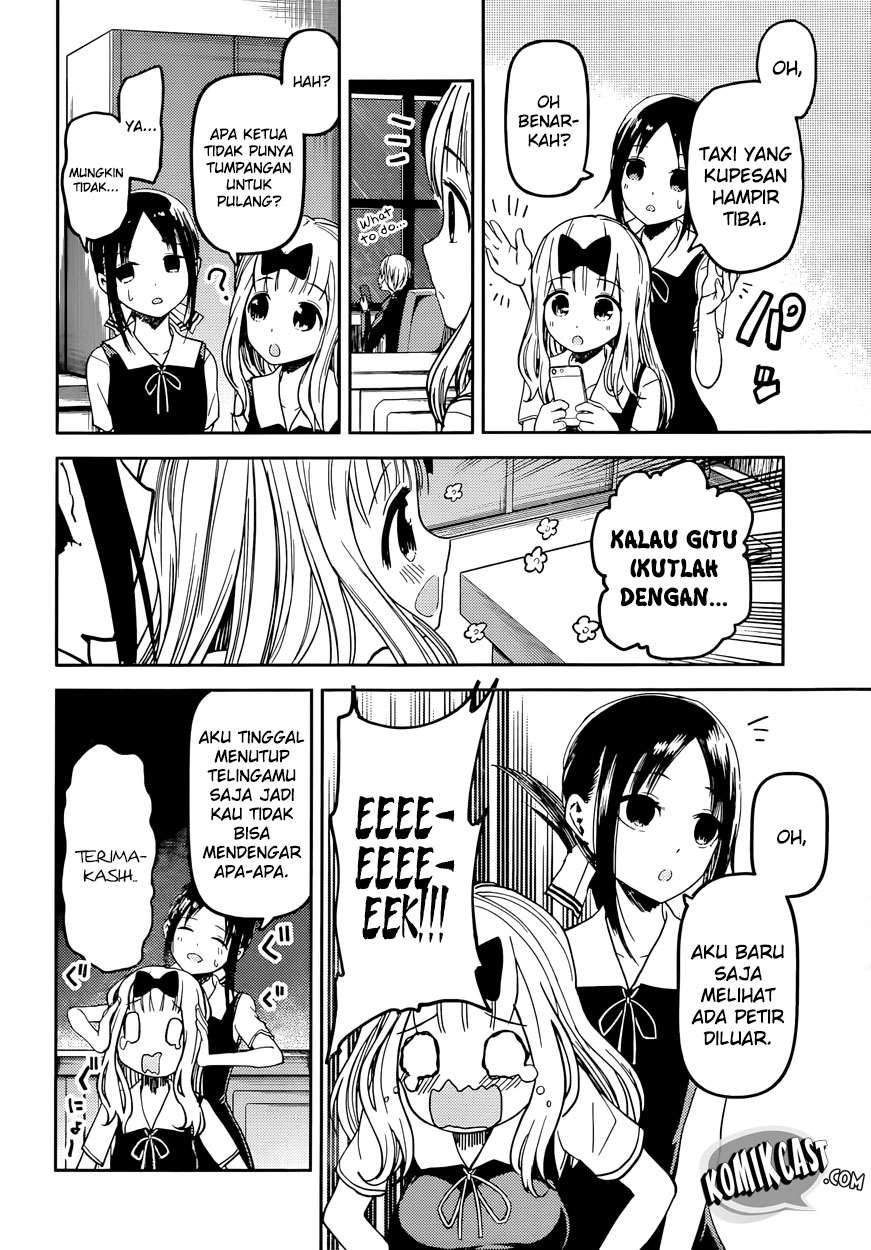 OH,
TAXI YANG
KUPESAN
HAMPIR
TIBA.
OH
BENAR-
KAH?
パ
ッ
What
to do...
HAH?
APA KETUA
TIDAK PUNYA
TUMPANGAN
UNTUK
PULANG?
?
YA...
MUNGKIN
TIDAK...
KALAU GITU
IKUTLAH
DENGAN...
OH,
AKU BARU
SAJA
MELIHAT
ADA PETIR
DILUAR.
EEEE-
EEEE-
EEK!!!
AKU TINGGAL
MENUTUP
TELINGAMU
SAJA JADI
KAU TIDAK
BISA
MENDENGAR
APA-APA.
TERIMA-
KASIH..
KOMIKCAST.COM